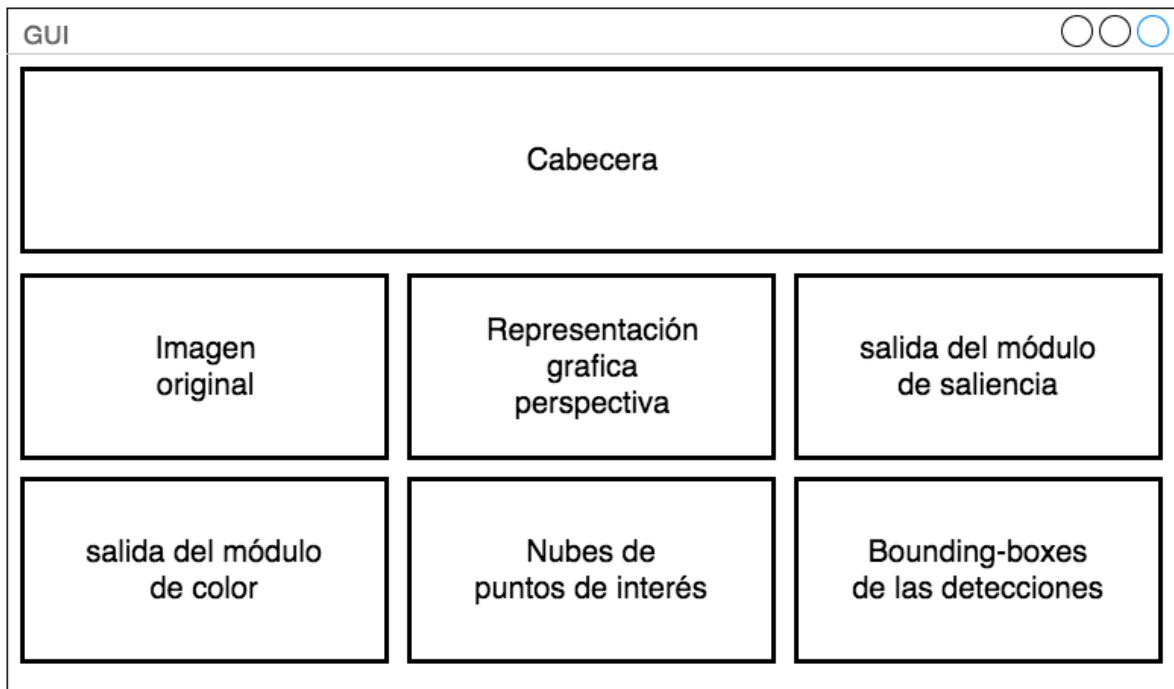 GUI
Cabecera
Imagen
original
Representación
grafica
perspectiva
salida del módulo
de saliencia
salida del módulo
de color
Nubes de
puntos de interés
Bounding-boxes
de las detecciones